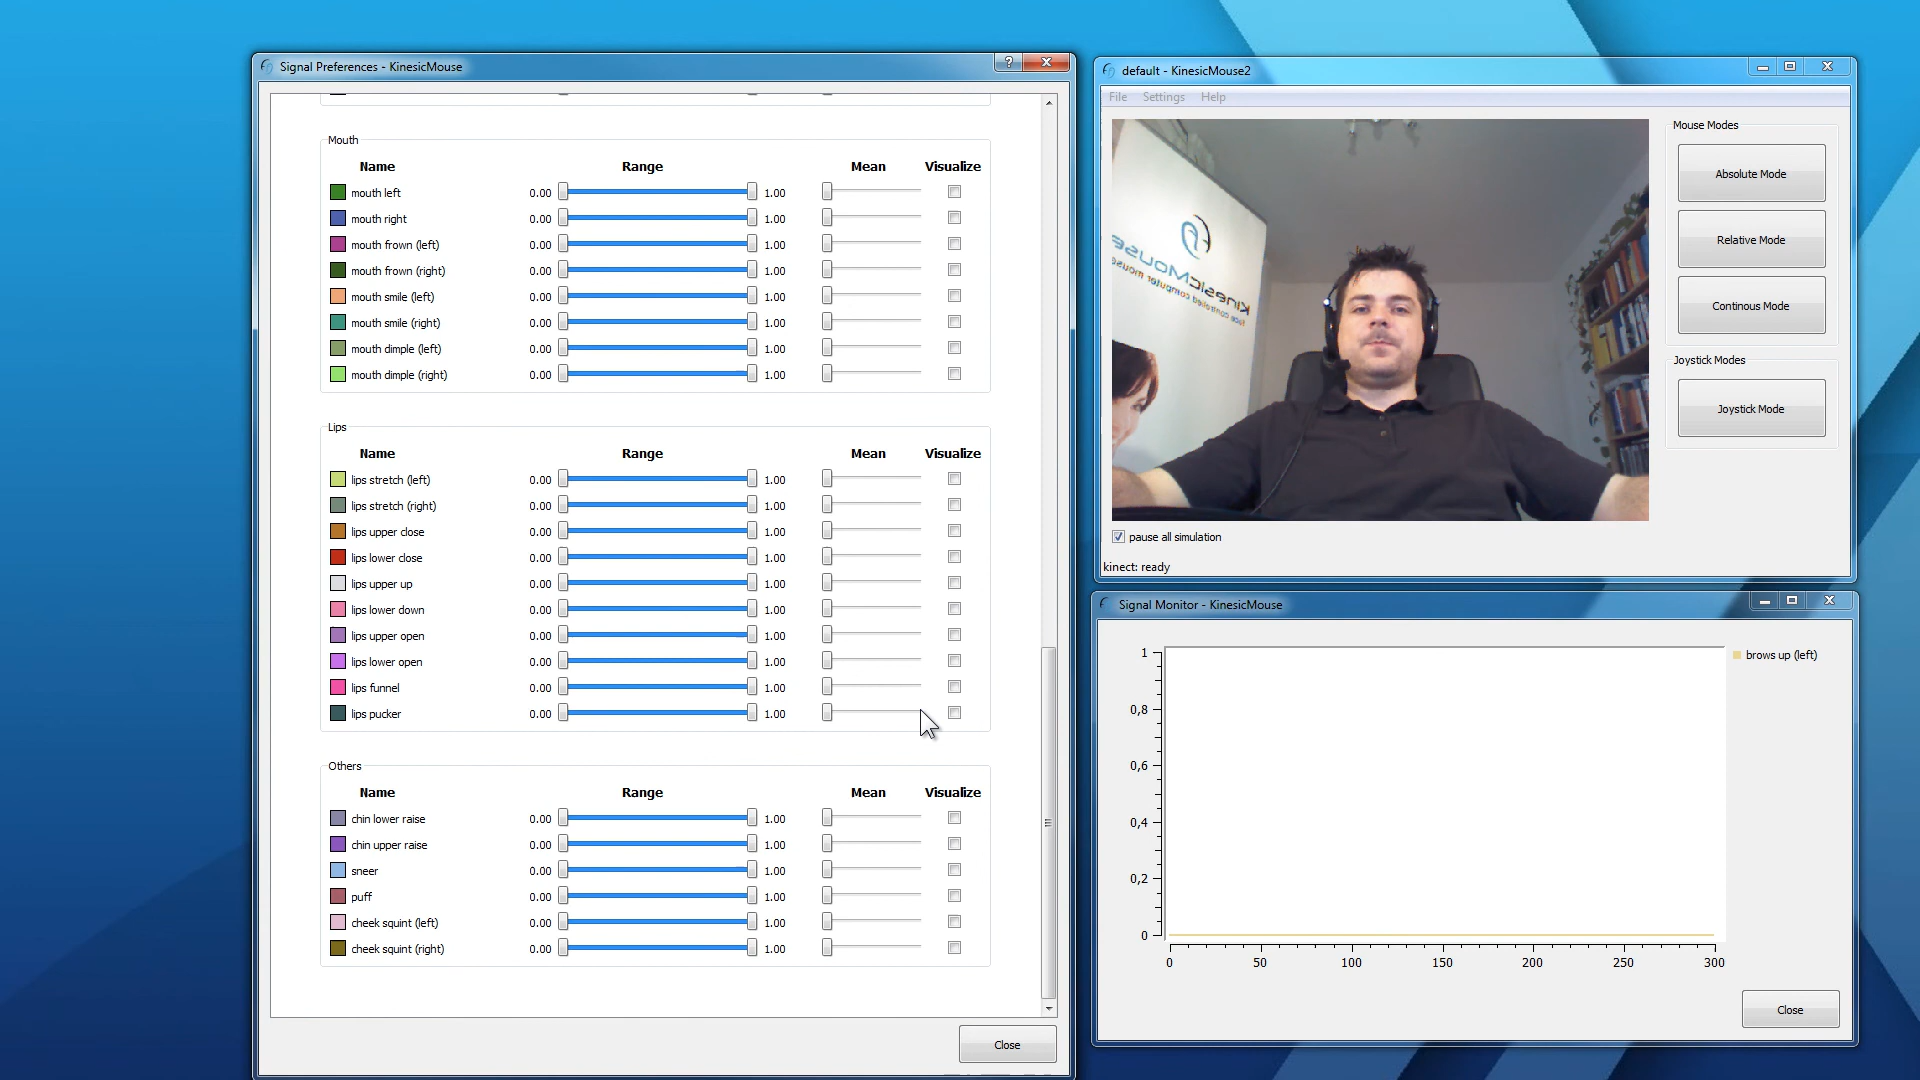 Signal Preferences - KinesicMouse
?
Mouth
Name Range Mean Visualize
mouth left 0.00 1.00
mouth right 0.00 1.00
mouth frown (left) 0.00 1.00
mouth frown (right) 0.00 1.00
mouth smile (left) 0.00 1.00
mouth smile (right) 0.00 1.00
mouth dimple (left) 0.00 1.00
mouth dimple (right) 0.00 1.00
Lips
Name Range Mean Visualize
lips stretch (left) 0.00 1.00
lips stretch (right) 0.00 1.00
lips upper close 0.00 1.00
lips lower close 0.00 1.00
lips upper up 0.00 1.00
lips lower down 0.00 1.00
lips upper open 0.00 1.00
lips lower open 0.00 1.00
lips funnel 0.00 1.00
lips pucker 0.00 1.00
Others
Name Range Mean Visualize
chin lower raise 0.00 1.00
chin upper raise 0.00 1.00
sneer 0.00 1.00
puff 0.00 1.00
cheek squint (left) 0.00 1.00
cheek squint (right) 0.00 1.00
Close
default - KinesicMouse2
File Settings Help
KinesicMouse
face controlled computer mouse
Mouse Modes
Absolute Mode
Relative Mode
Continous Mode
Joystick Modes
Joystick Mode
pause all simulation
kinect: ready
Signal Monitor - KinesicMouse
1
0,8
0,6
0,4
0,2
0
0 50 100 150 200 250 300
brows up (left)
Close